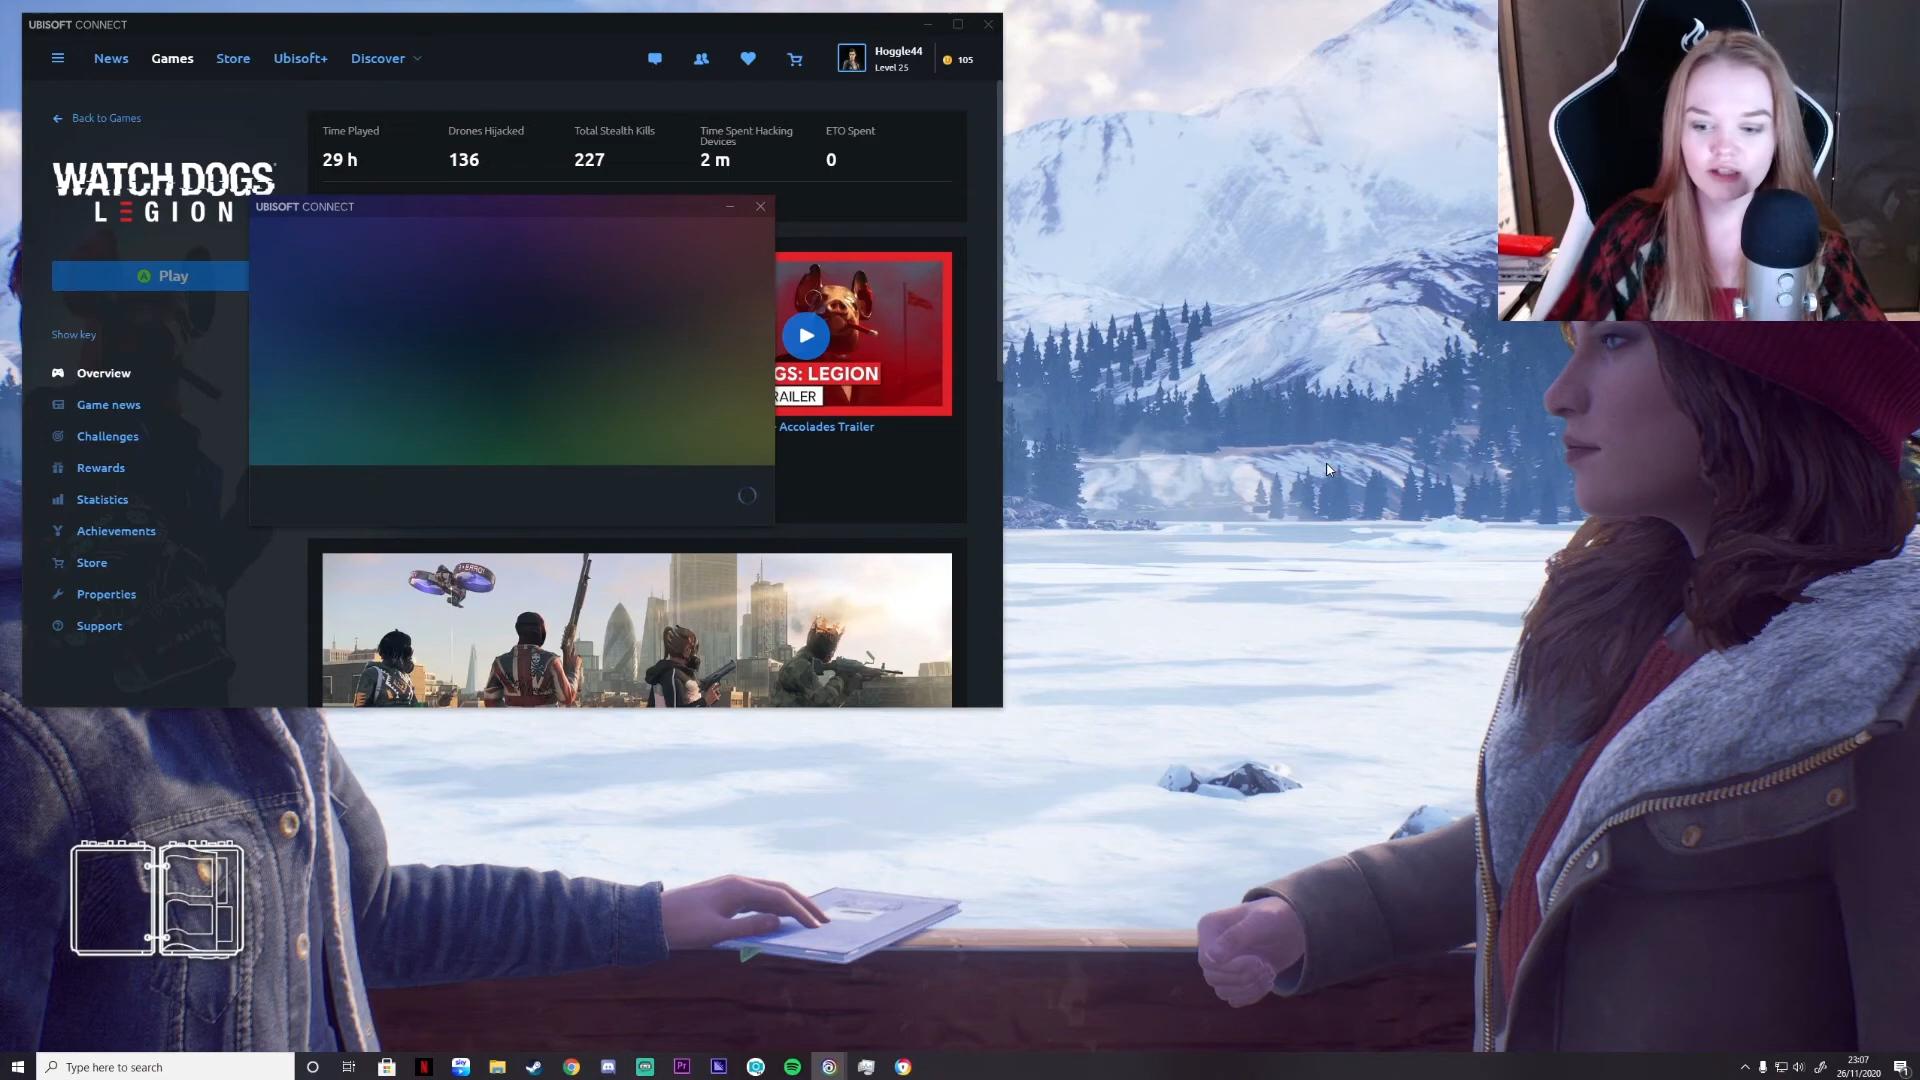 UBISOFT CONNECT
News Games Store Ubisoft+ Discover
Hoggle44
Level 25
105
Back to Games
Time Played Drones Hijacked Total Stealth Kills Time Spent Hacking Devices ETO Spent
29 h 136 227 2 m 0
WATCH DOGS
LEGION
UBISOFT CONNECT
Play
Show key
GS: LEGION
RAILER
Accolades Trailer
Overview
Game news
Challenges
Rewards
Statistics
Achievements
Store
Properties
Support
Type here to search
sky
Pr
23:07
26/11/2020